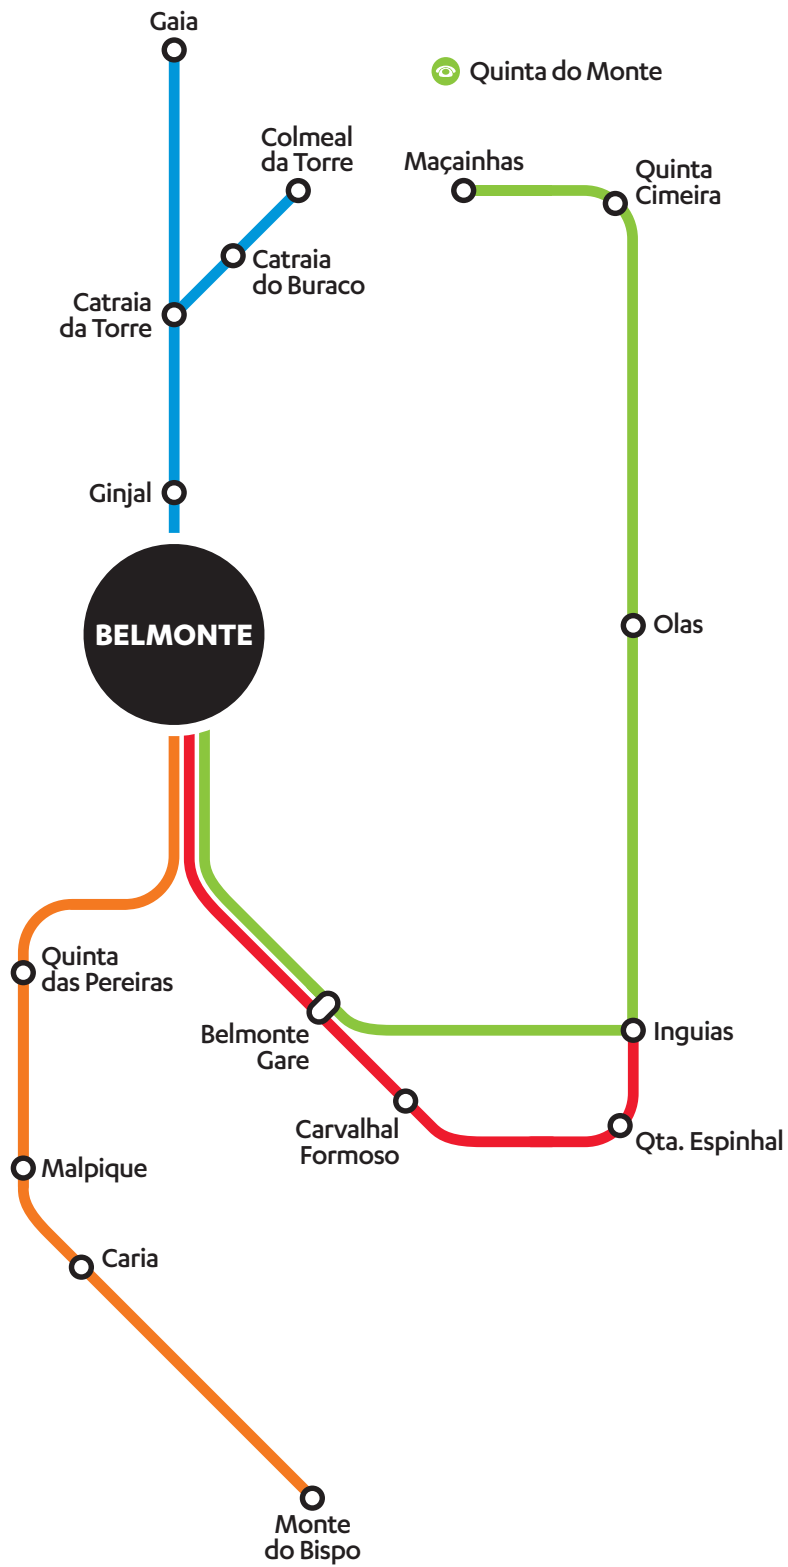 Gaia
Quinta do Monte
Colmeal
da Torre
Maçainhas
Quinta
Cimeira
Catraia
do Buraco
Catraia
da Torre
Ginjal
BELMONTE
Olas
Quinta
das Pereiras
Belmonte
Gare
Inguias
Carvalhal
Formoso
Qta. Espinhal
Malpique
Caria
Monte
do Bispo